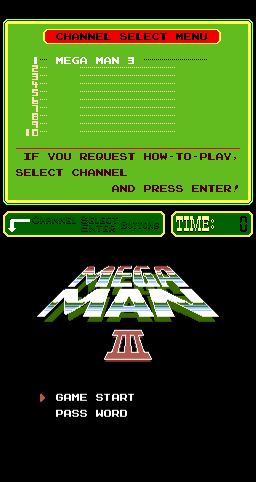 CHANNEL SELECT MENU
1 MEGA MAN 3
2
3
4
5
6
7
8
9
10
IF YOU REQUEST HOW-TO-PLAY,
SELECT CHANNEL
AND PRESS ENTER!
CHANNEL SELECT
ENTER BUTTONS
TIME: 0
MEGA
MAN
III
GAME START
PASS WORD